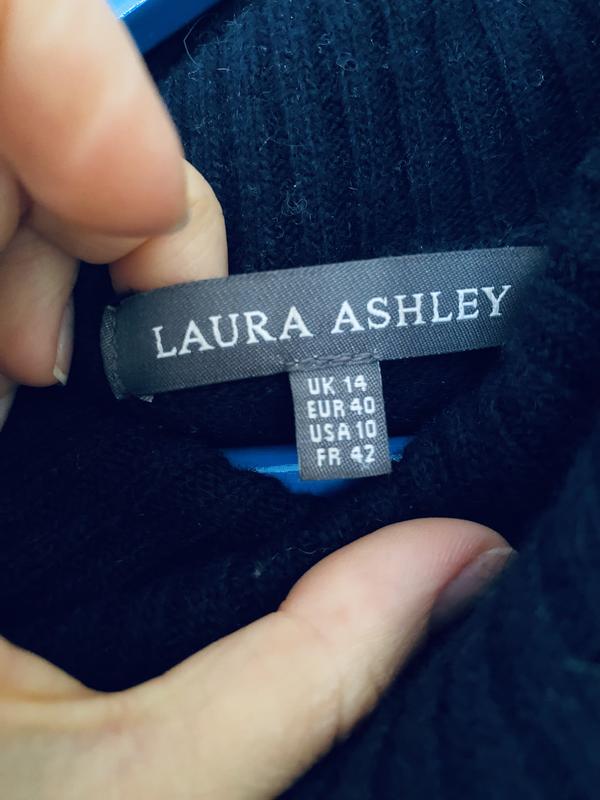 LAURA ASHLEY
UK 14
EUR 40
USA 10
FR 42